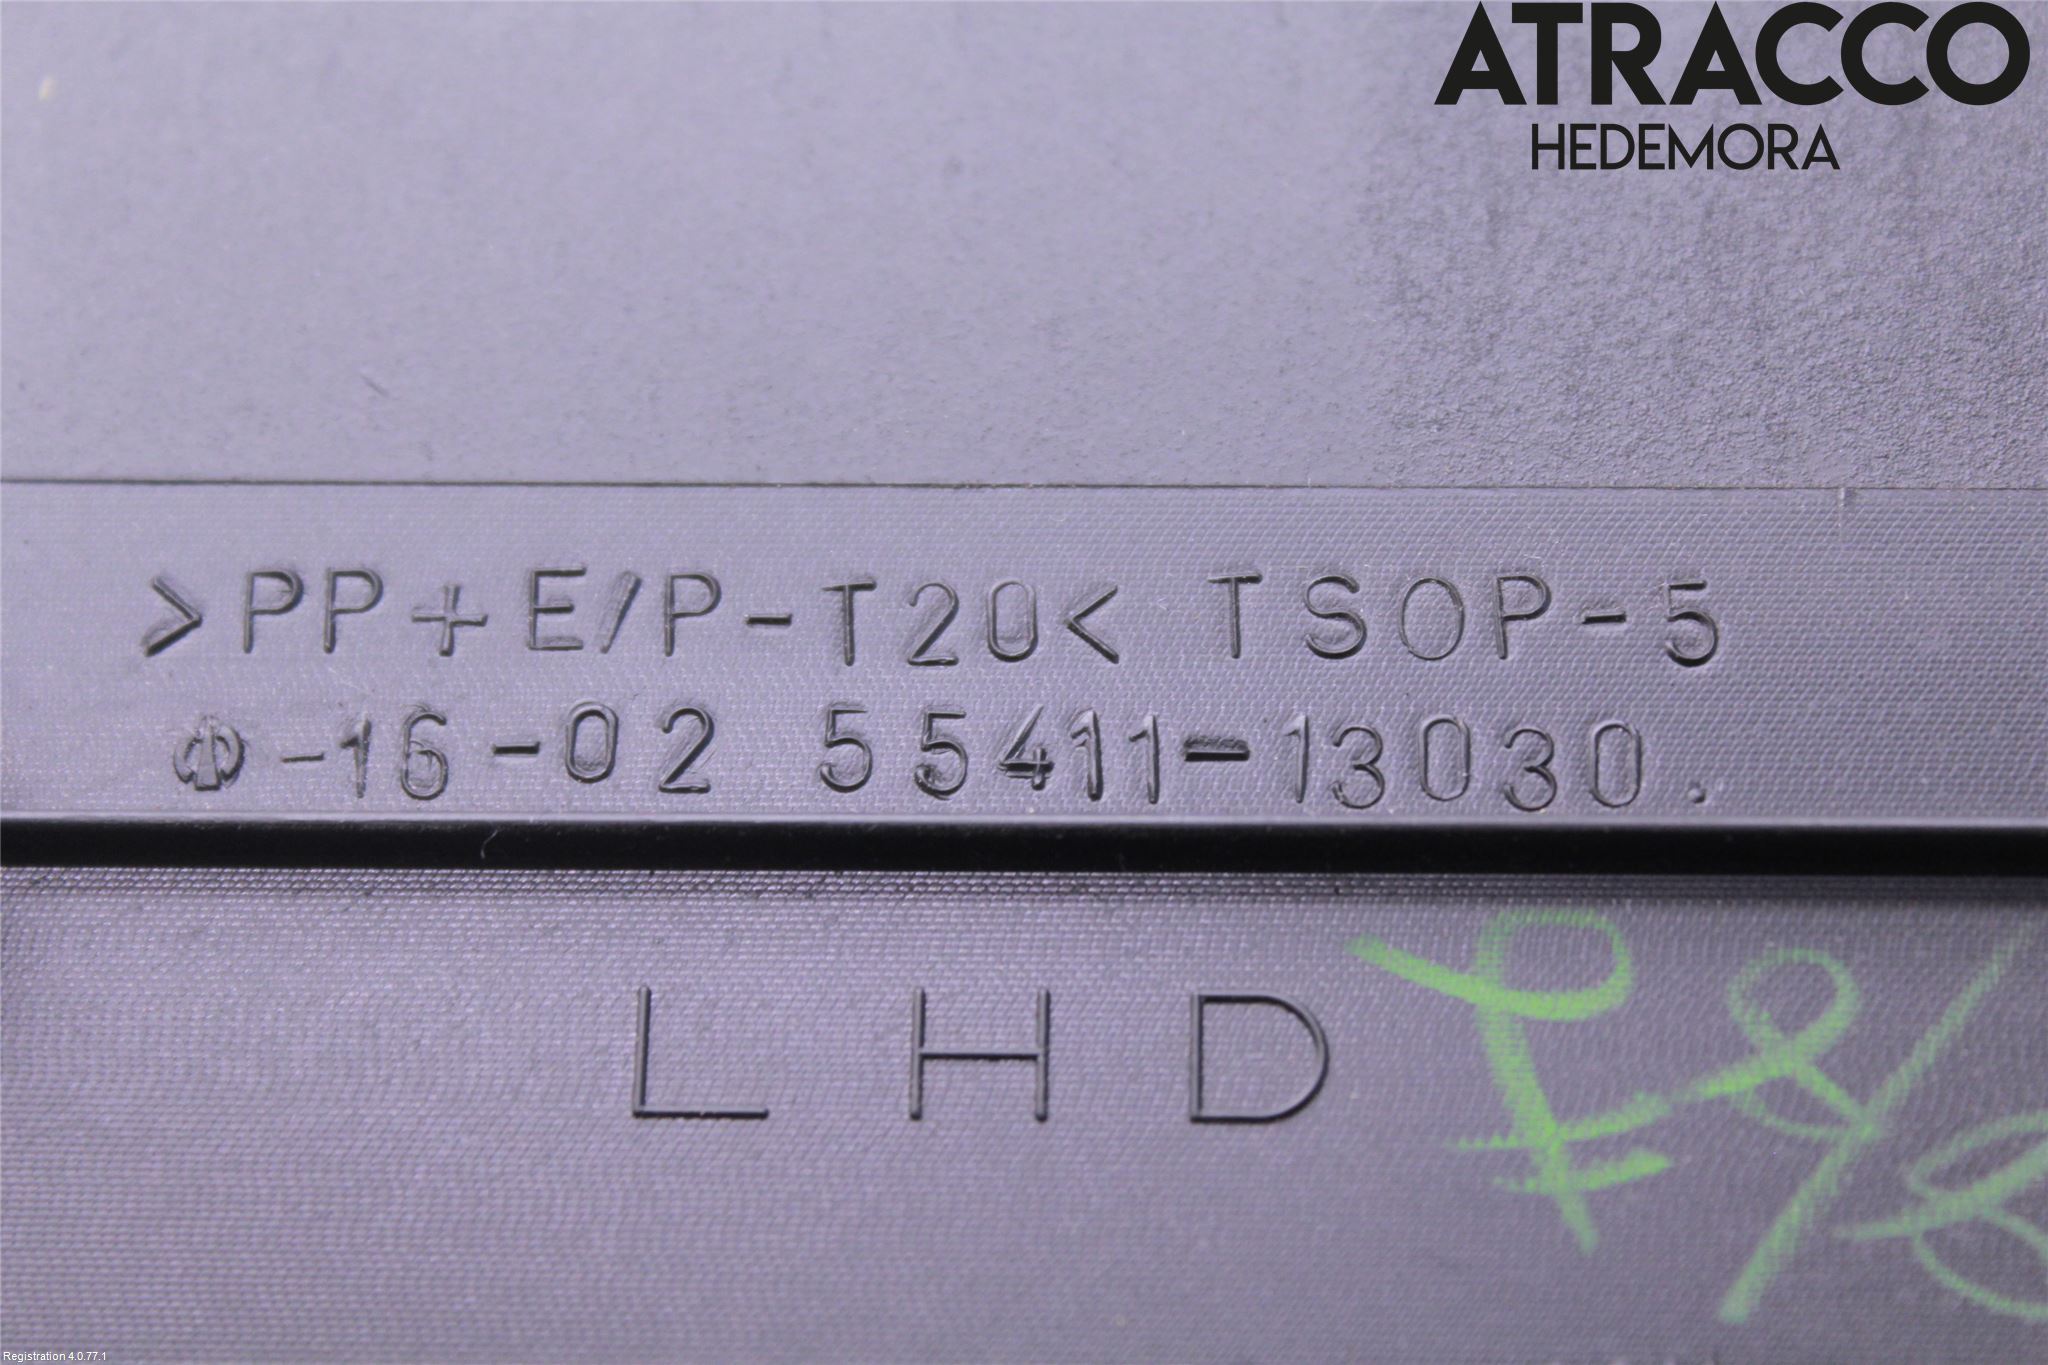 ATRACCO
HEDEMORA
>PP+E/P-T20< TSOP-5
-16-02 55411-13030.
LHD
Registration 4.0.77.1